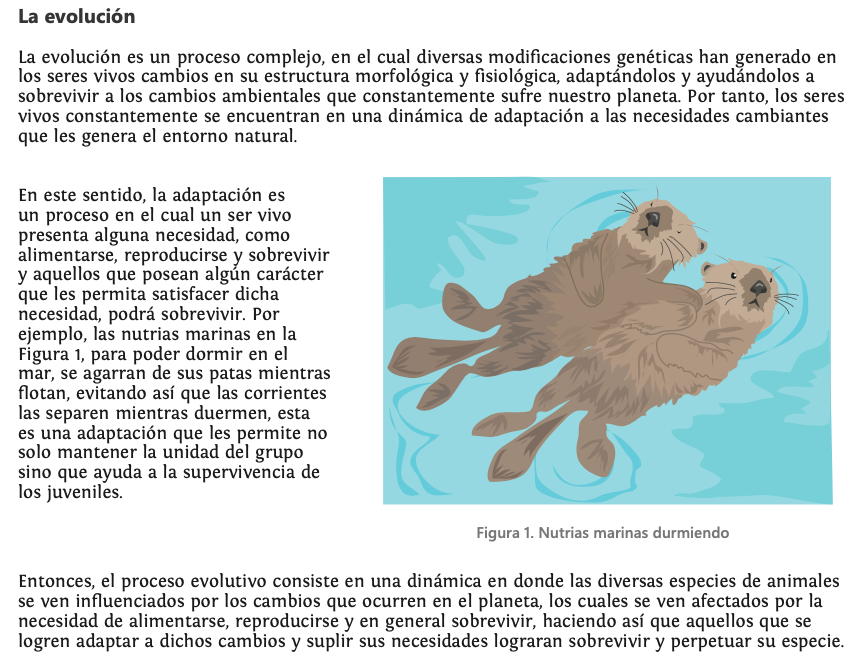 La evolución
La evolución es un proceso complejo, en el cual diversas modificaciones genéticas han generado en
los seres vivos cambios en su estructura morfológica y fisiológica, adaptándolos y ayudándolos a
sobrevivir a los cambios ambientales que constantemente sufre nuestro planeta. Por tanto, los seres
vivos constantemente se encuentran en una dinámica de adaptación a las necesidades cambiantes
que les genera el entorno natural.
En este sentido, la adaptación es
un proceso en el cual un ser vivo
presenta alguna necesidad, como
alimentarse, reproducirse y sobrevivir
y aquellos que posean algún carácter
que les permita satisfacer dicha
necesidad, podrá sobrevivir. Por
ejemplo, las nutrias marinas en la
Figura 1, para poder dormir en el
mar, se agarran de sus patas mientras
flotan, evitando así que las corrientes
las separen mientras duermen, esta
es una adaptación que les permite no
solo mantener la unidad del grupo
sino que ayuda a la supervivencia de
los juveniles.
Figura 1. Nutrias marinas durmiendo
Entonces, el proceso evolutivo consiste en una dinámica en donde las diversas especies de animales
se ven influenciados por los cambios que ocurren en el planeta, los cuales se ven afectados por la
necesidad de alimentarse, reproducirse y en general sobrevivir, haciendo así que aquellos que se
logren adaptar a dichos cambios y suplir sus necesidades lograran sobrevivir y perpetuar su especie.